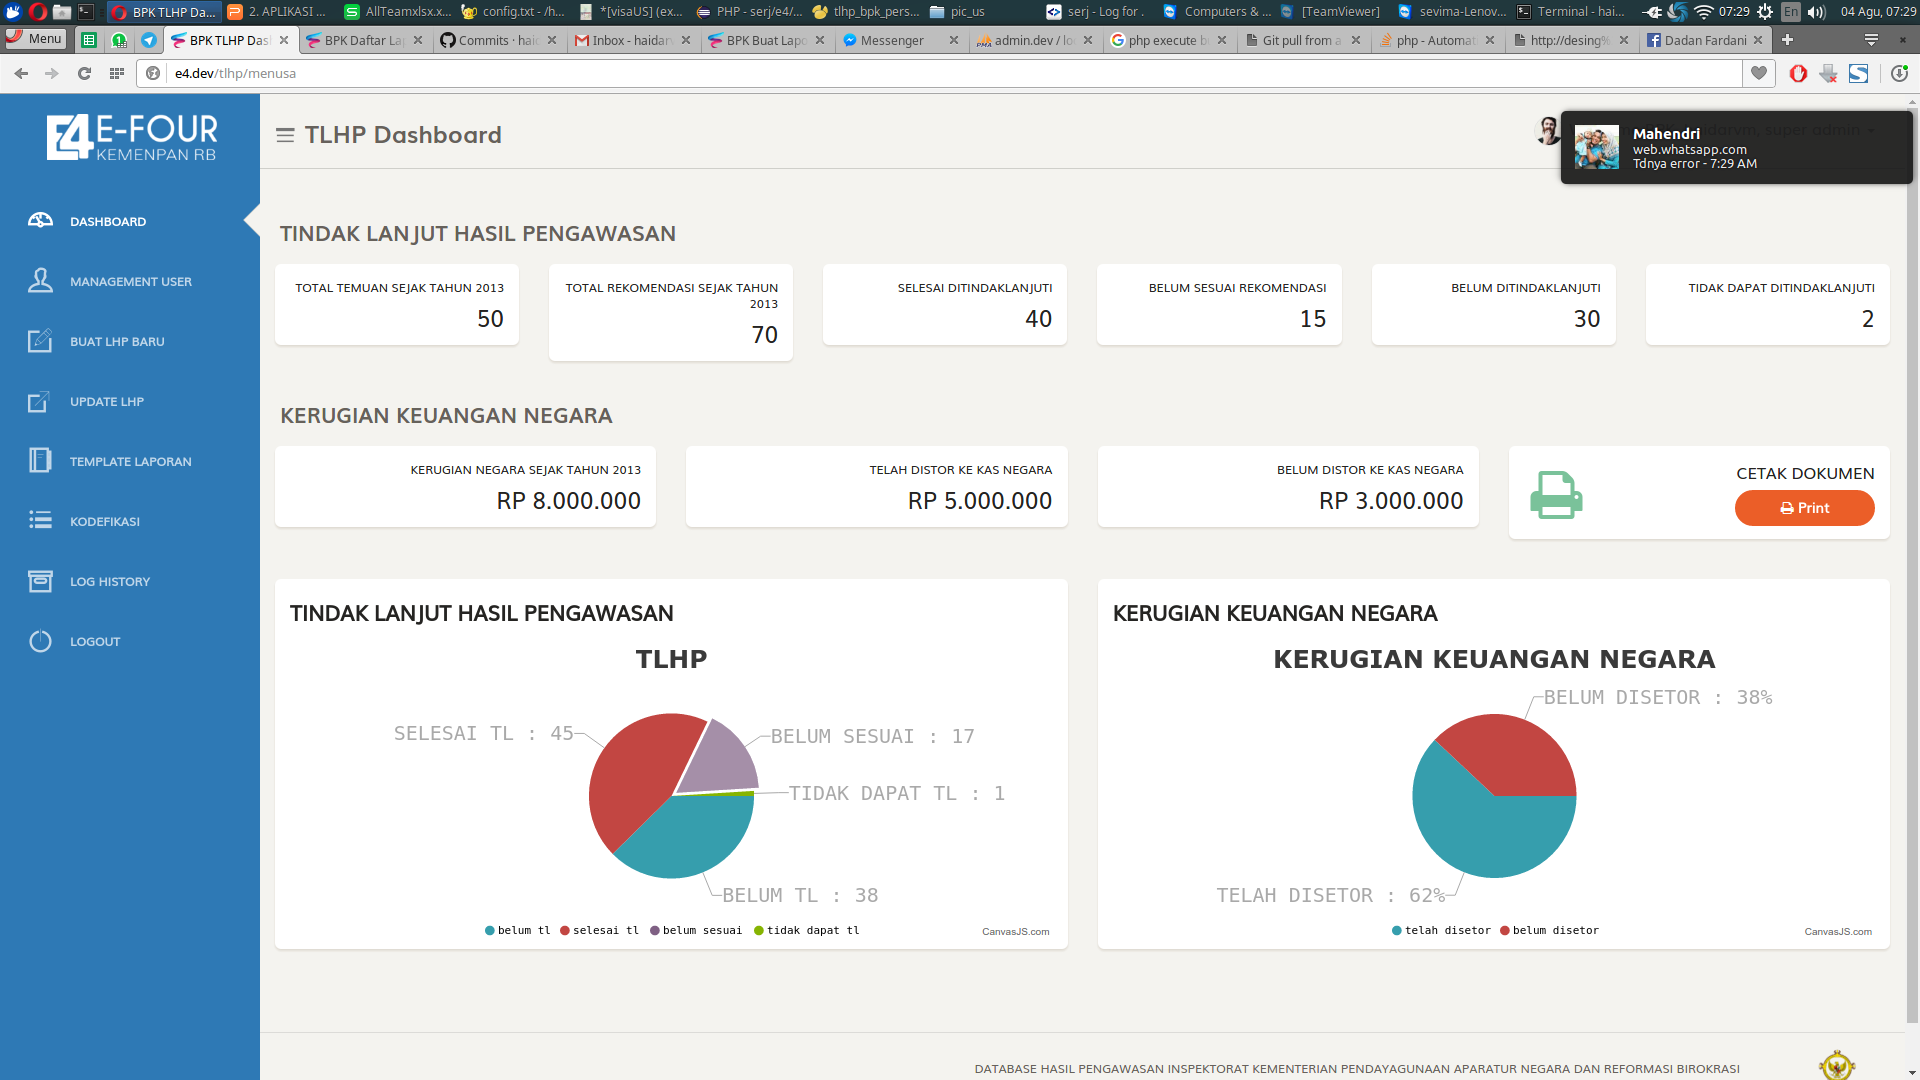 BPK TLHP Da...
2. APLIKASI ...
AllTeamxlsx.x...
config.txt - /h...
*[visaUS] (ex...
PHP - serj/e4/...
tlhp_bpk_pers...
pic_us
serj - Log for ...
Computers & ...
[TeamViewer]
sevima-Lenov...
Terminal - hai...
07:29
En
04 Agu, 07:29
Menu
BPK TLHP Das
BPK Daftar La
Commits · haid
Inbox - haidarv
BPK Buat Lapo
Messenger
admin.dev / lo
php execute b
Git pull from a
php - Automat
http://desing%
Dadan Fardani
e4.dev/tlhp/menusa
E4 E-FOUR
KEMENPAN RB
TLHP Dashboard
super admin
Mahendri
web.whatsapp.com
Tdnya error - 7:29 AM
DASHBOARD
MANAGEMENT USER
BUAT LHP BARU
UPDATE LHP
TEMPLATE LAPORAN
KODEFIKASI
LOG HISTORY
LOGOUT
TINDAK LANJUT HASIL PENGAWASAN
TOTAL TEMUAN SEJAK TAHUN 2013
50
TOTAL REKOMENDASI SEJAK TAHUN
2013
70
SELESAI DITINDAKLANJUTI
40
BELUM SESUAI REKOMENDASI
15
BELUM DITINDAKLANJUTI
30
TIDAK DAPAT DITINDAKLANJUTI
2
KERUGIAN KEUANGAN NEGARA
KERUGIAN NEGARA SEJAK TAHUN 2013
RP 8.000.000
TELAH DISTOR KE KAS NEGARA
RP 5.000.000
BELUM DISTOR KE KAS NEGARA
RP 3.000.000
CETAK DOKUMEN
Print
TINDAK LANJUT HASIL PENGAWASAN
TLHP
SELESAI TL : 45
BELUM SESUAI : 17
TIDAK DAPAT TL : 1
BELUM TL : 38
belum tl
selesai tl
belum sesuai
tidak dapat tl
CanvasJS.com
KERUGIAN KEUANGAN NEGARA
KERUGIAN KEUANGAN NEGARA
BELUM DISETOR : 38%
TELAH DISETOR : 62%
telah disetor
belum disetor
CanvasJS.com
DATABASE HASIL PENGAWASAN INSPEKTORAT KEMENTERIAN PENDAYAGUNAAN APARATUR NEGARA DAN REFORMASI BIROKRASI